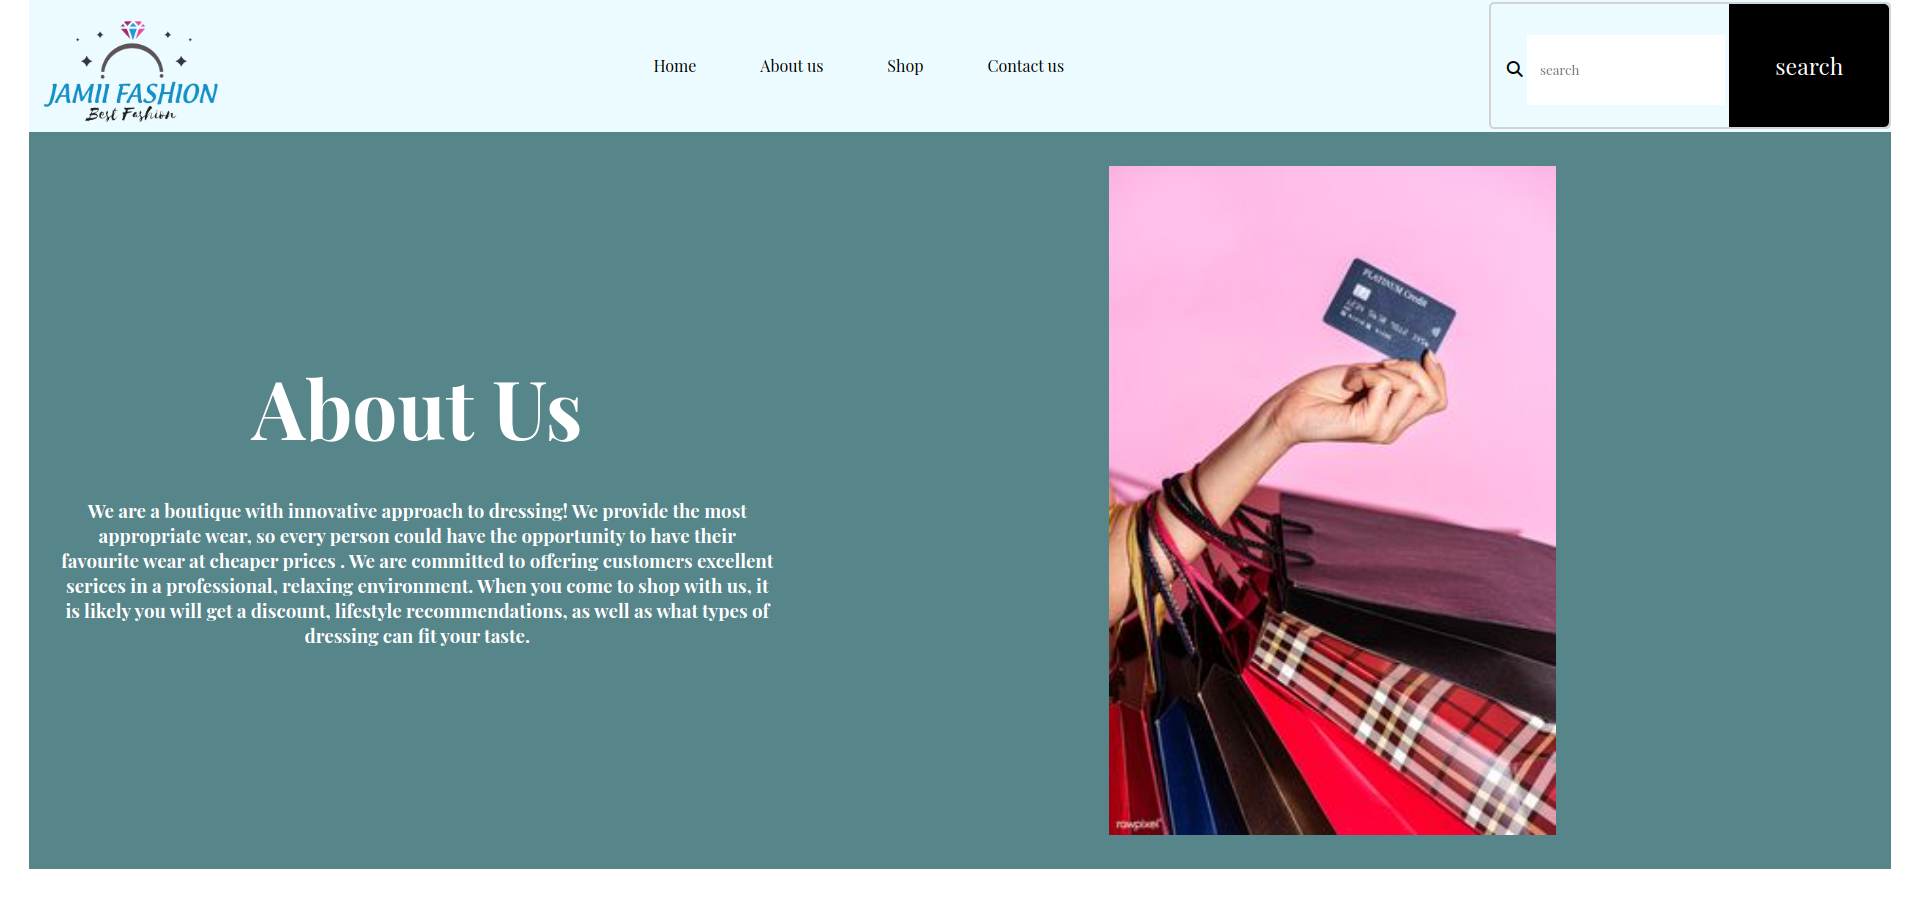 JAMII FASHION
Best Fashion
Home
About us
Shop
Contact us
search
search
PLATINUM Credit
About Us
We are a boutique with innovative approach to dressing! We provide the most
appropriate wear, so every person could have the opportunity to have their
favourite wear at cheaper prices . We are committed to offering customers excellent
serices in a professional, relaxing environment. When you come to shop with us, it
is likely you will get a discount, lifestyle recommendations, as well as what types of
dressing can fit your taste.
rawpixel